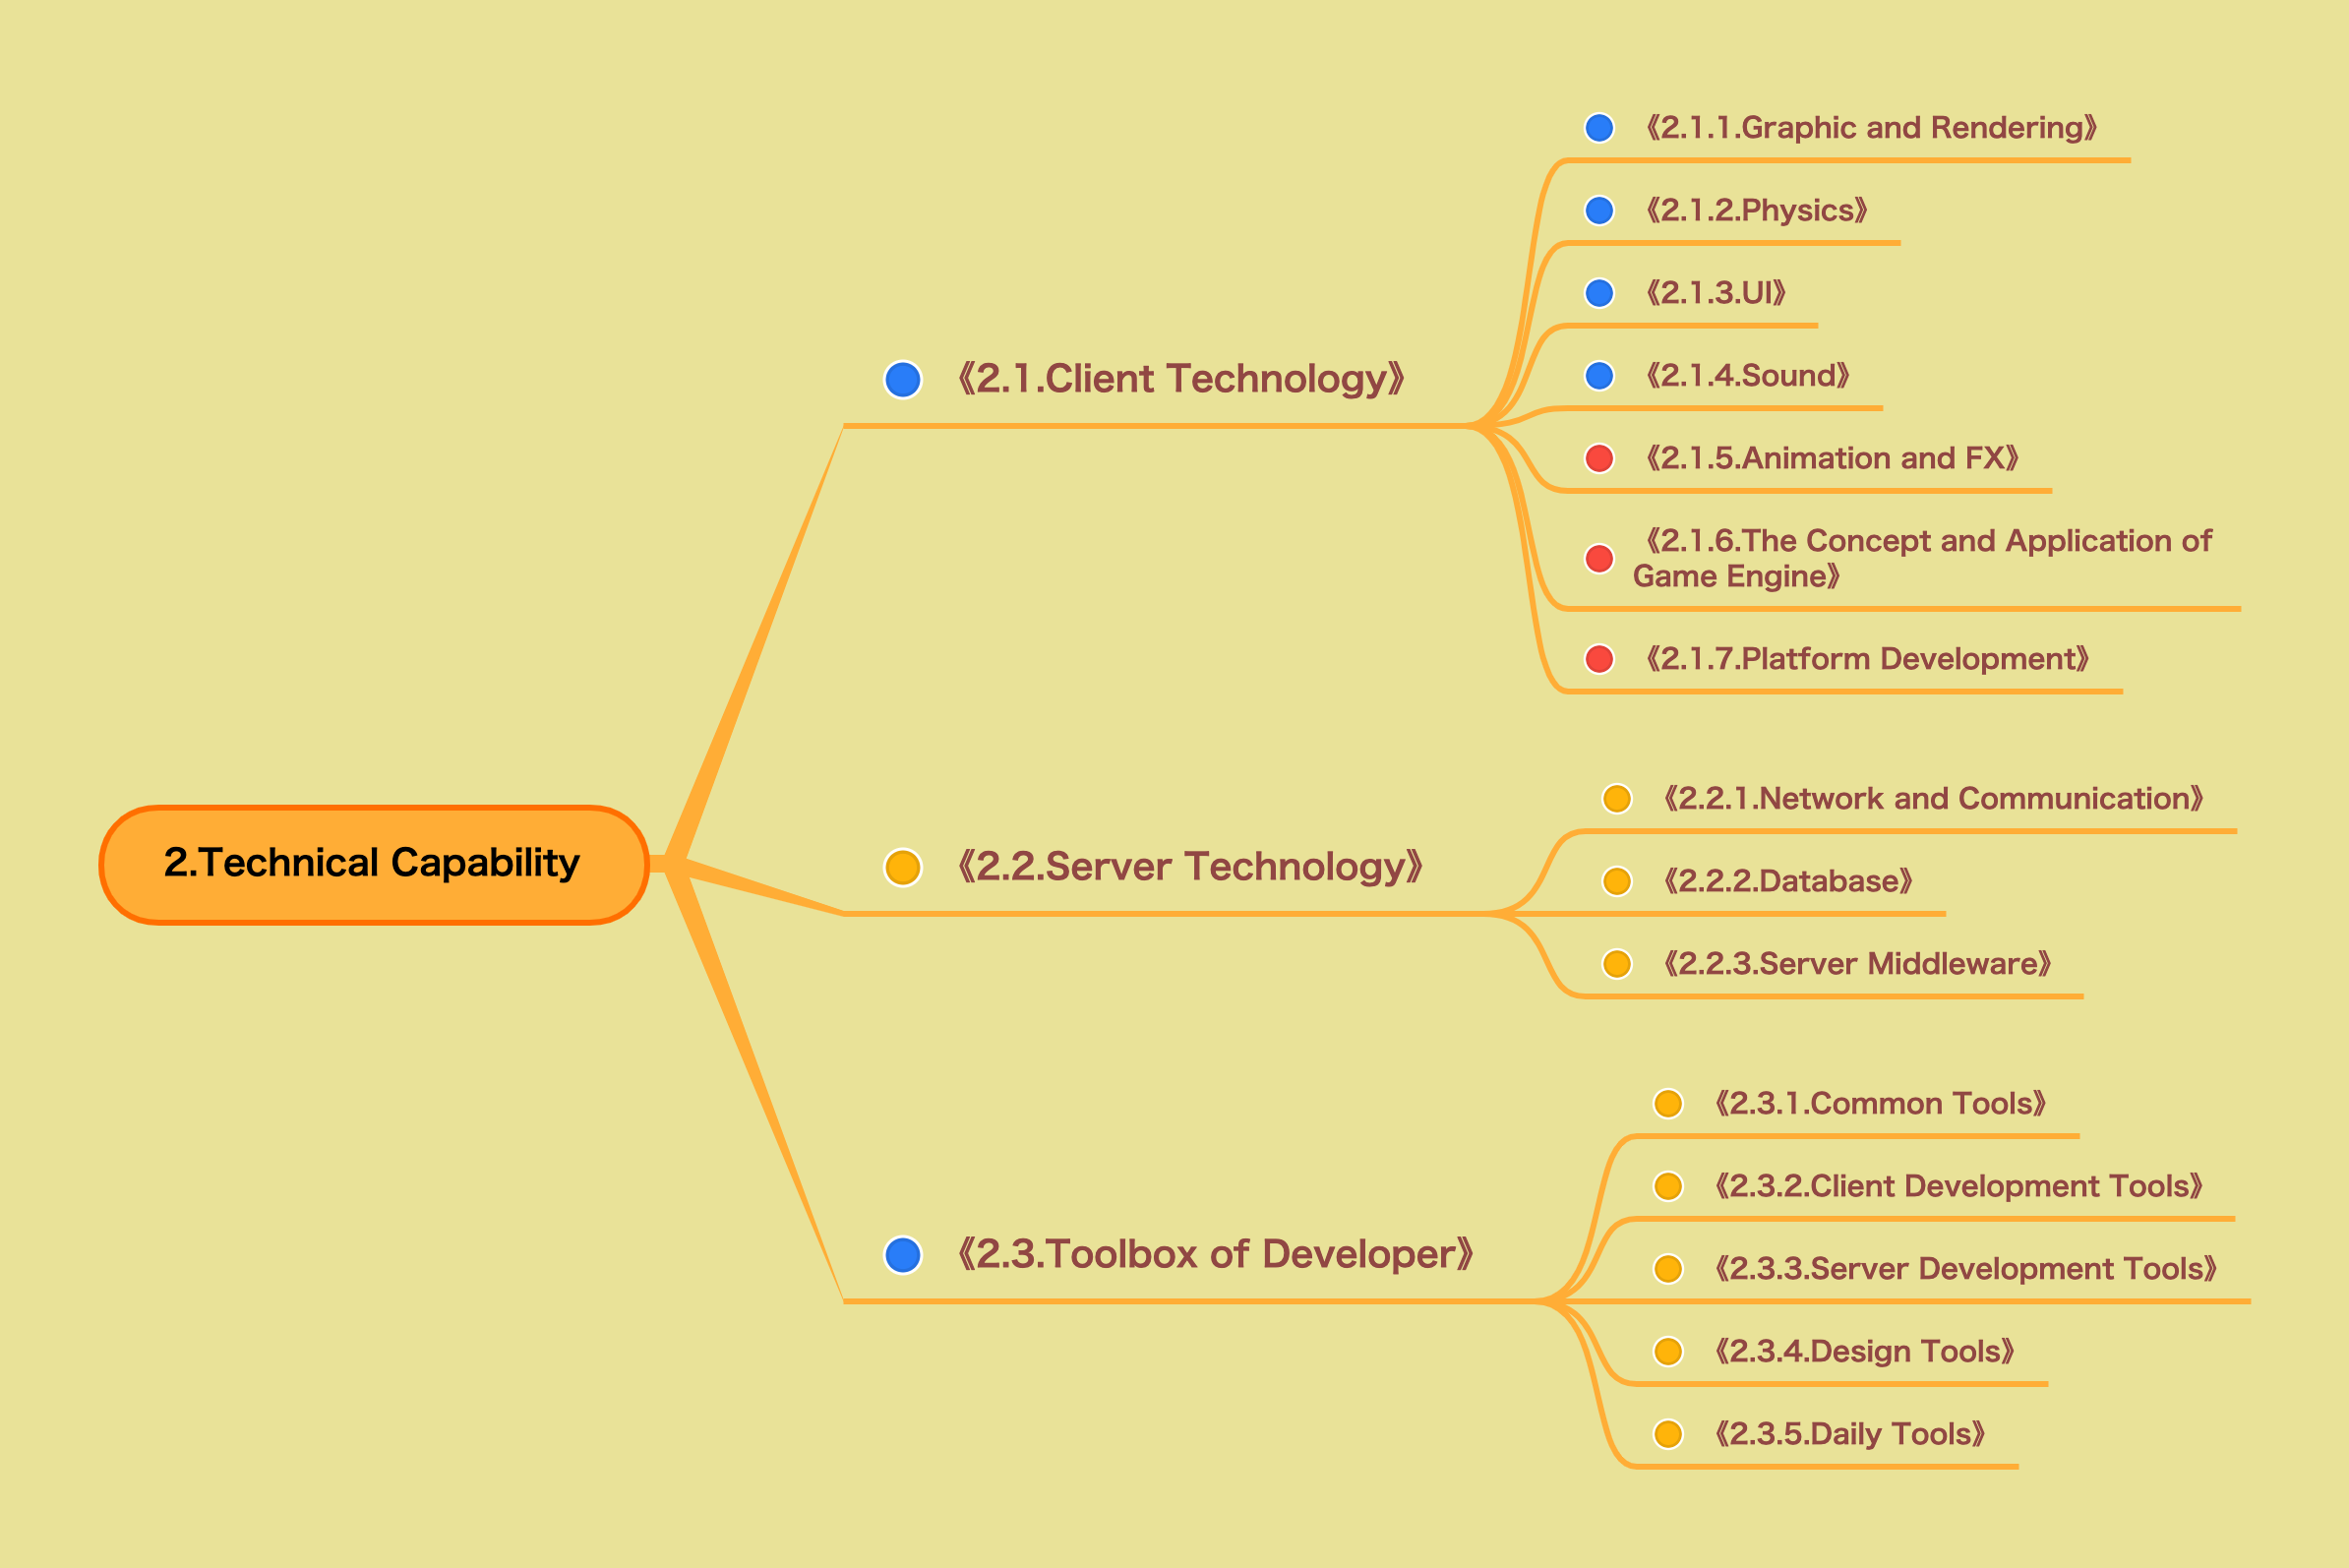 2.Technical Capability
《2.1.Client Technology》
《2.1.1.Graphic and Rendering》
《2.1.2.Physics》
《2.1.3.UI》
《2.1.4.Sound》
《2.1.5.Animation and FX》
《2.1.6.The Concept and Application of
Game Engine》
《2.1.7.Platform Development》
《2.2.Server Technology》
《2.2.1.Network and Communication》
《2.2.2.Database》
《2.2.3.Server Middleware》
《2.3.Toolbox of Developer》
《2.3.1.Common Tools》
《2.3.2.Client Development Tools》
《2.3.3.Server Development Tools》
《2.3.4.Design Tools》
《2.3.5.Daily Tools》